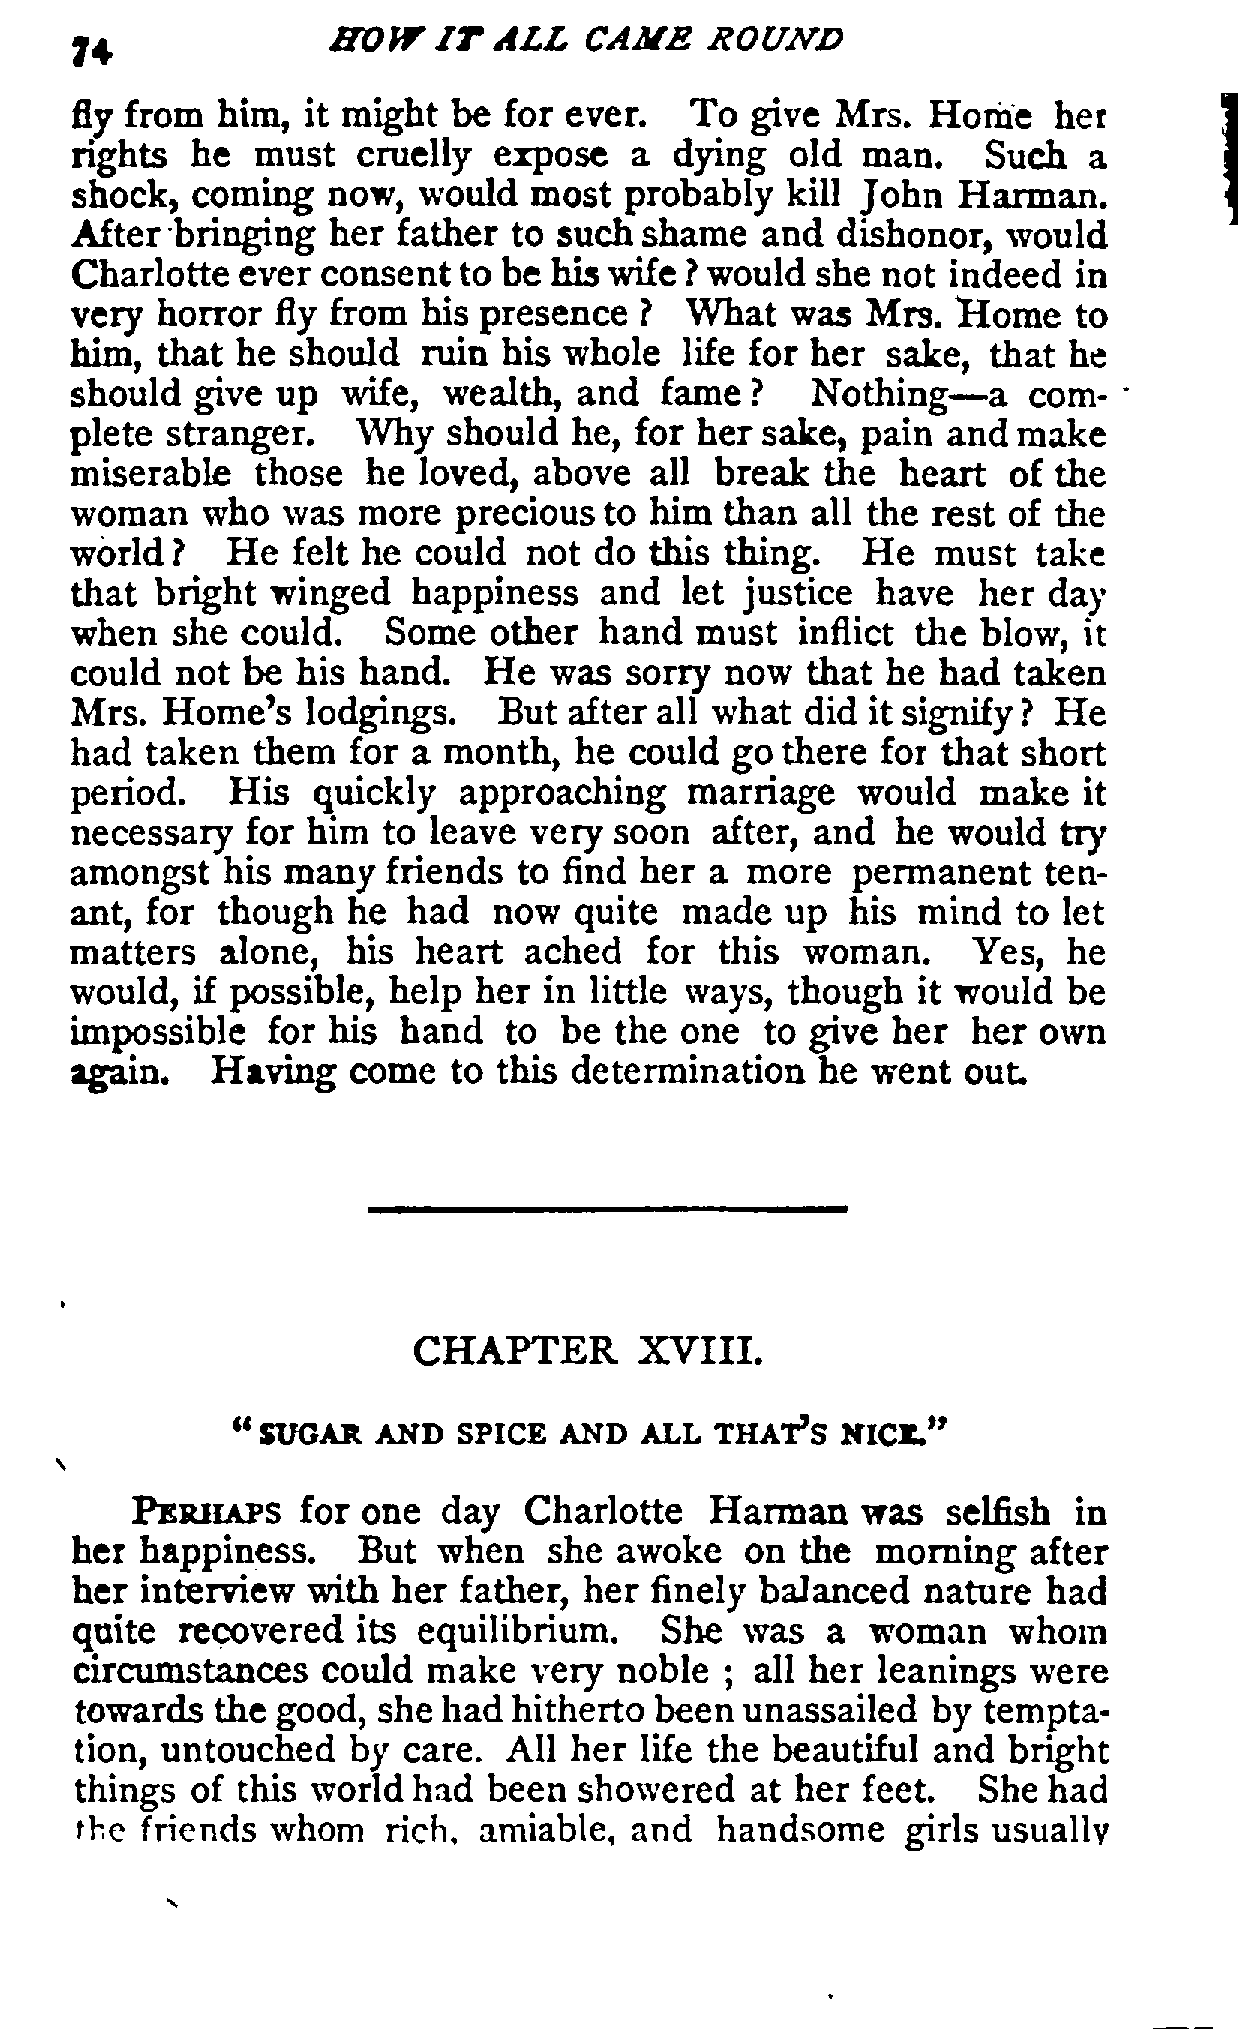 74
HOW IT ALL CAME ROUND
fly from him, it might be for ever. To give Mrs. Home her
rights he must cruelly expose a dying old man. Such a
shock, coming now, would most probably kill John Harman.
After bringing her father to such shame and dishonor, would
Charlotte ever consent to be his wife? would she not indeed in
very horror fly from his presence? What was Mrs. Home to
him, that he should ruin his whole life for her sake, that he
should give up wife, wealth, and fame? Nothing—a com-
plete stranger. Why should he, for her sake, pain and make
miserable those he loved, above all break the heart of the
woman who was more precious to him than all the rest of the
world? He felt he could not do this thing. He must take
that bright winged happiness and let justice have her day
when she could. Some other hand must inflict the blow, it
could not be his hand. He was sorry now that he had taken
Mrs. Home's lodgings. But after all what did it signify? He
had taken them for a month, he could go there for that short
period. His quickly approaching marriage would make it
necessary for him to leave very soon after, and he would try
amongst his many friends to find her a more permanent ten-
ant, for though he had now quite made up his mind to let
matters alone, his heart ached for this woman. Yes, he
would, if possible, help her in little ways, though it would be
impossible for his hand to be the one to give her her own
again. Having come to this determination he went out.
CHAPTER XVIII.
"SUGAR AND SPICE AND ALL THAT'S NICE."
PERHAPS for one day Charlotte Harman was selfish in
her happiness. But when she awoke on the morning after
her interview with her father, her finely balanced nature had
quite recovered its equilibrium. She was a woman whom
circumstances could make very noble; all her leanings were
towards the good, she had hitherto been unassailed by tempta-
tion, untouched by care. All her life the beautiful and bright
things of this world had been showered at her feet. She had
the friends whom rich, amiable, and handsome girls usually